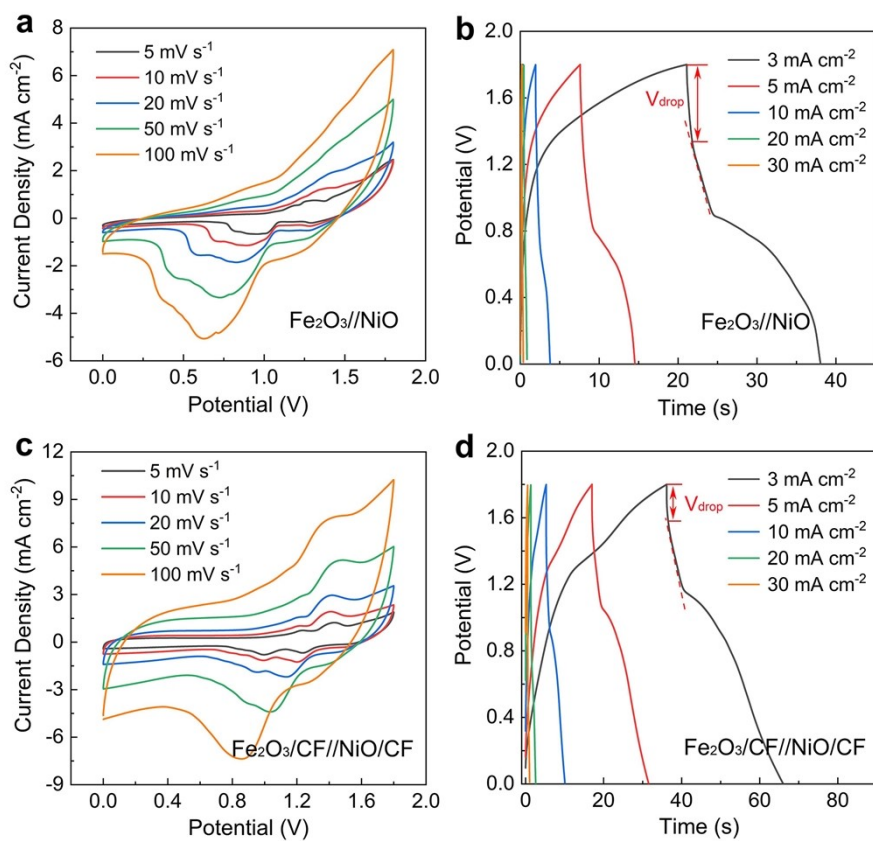 a
8
6
4
2
0
-2
-4
-6
0.0 0.5 1.0 1.5 2.0
Current Density (mA cm⁻²)
Potential (V)
5 mV s⁻¹
10 mV s⁻¹
20 mV s⁻¹
50 mV s⁻¹
100 mV s⁻¹
Fe₂O₃//NiO
b
2.0
1.6
1.2
0.8
0.4
0.0
0 10 20 30 40
Potential (V)
Time (s)
3 mA cm⁻²
5 mA cm⁻²
10 mA cm⁻²
20 mA cm⁻²
30 mA cm⁻²
Vdrop
Fe₂O₃//NiO
c
12
9
6
3
0
-3
-6
-9
0.0 0.4 0.8 1.2 1.6 2.0
Current Density (mA cm⁻²)
Potential (V)
5 mV s⁻¹
10 mV s⁻¹
20 mV s⁻¹
50 mV s⁻¹
100 mV s⁻¹
Fe₂O₃/CF//NiO/CF
d
2.0
1.6
1.2
0.8
0.4
0.0
0 20 40 60 80
Potential (V)
Time (s)
3 mA cm⁻²
5 mA cm⁻²
10 mA cm⁻²
20 mA cm⁻²
30 mA cm⁻²
Vdrop
Fe₂O₃/CF//NiO/CF